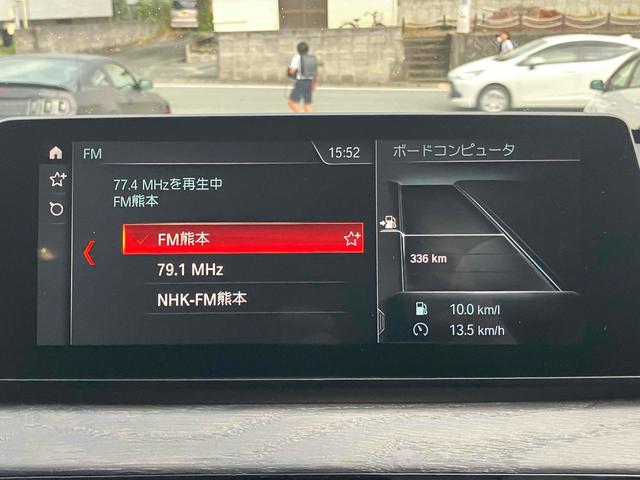 FM
15:52
77.4 MHzを再生中
FM熊本
FM熊本
79.1 MHz
NHK-FM熊本
ボードコンピュータ
336 km
10.0 km/l
13.5 km/h